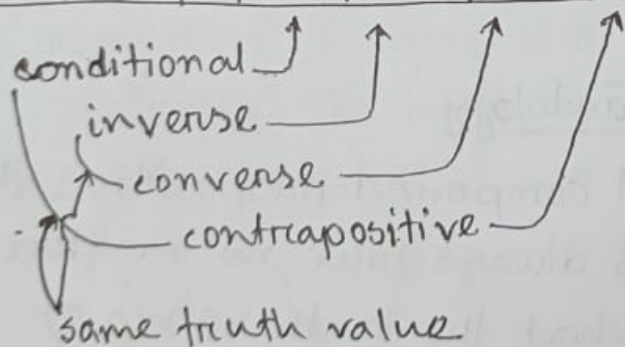 conditional
inverse
converse
contrapositive
same truth value